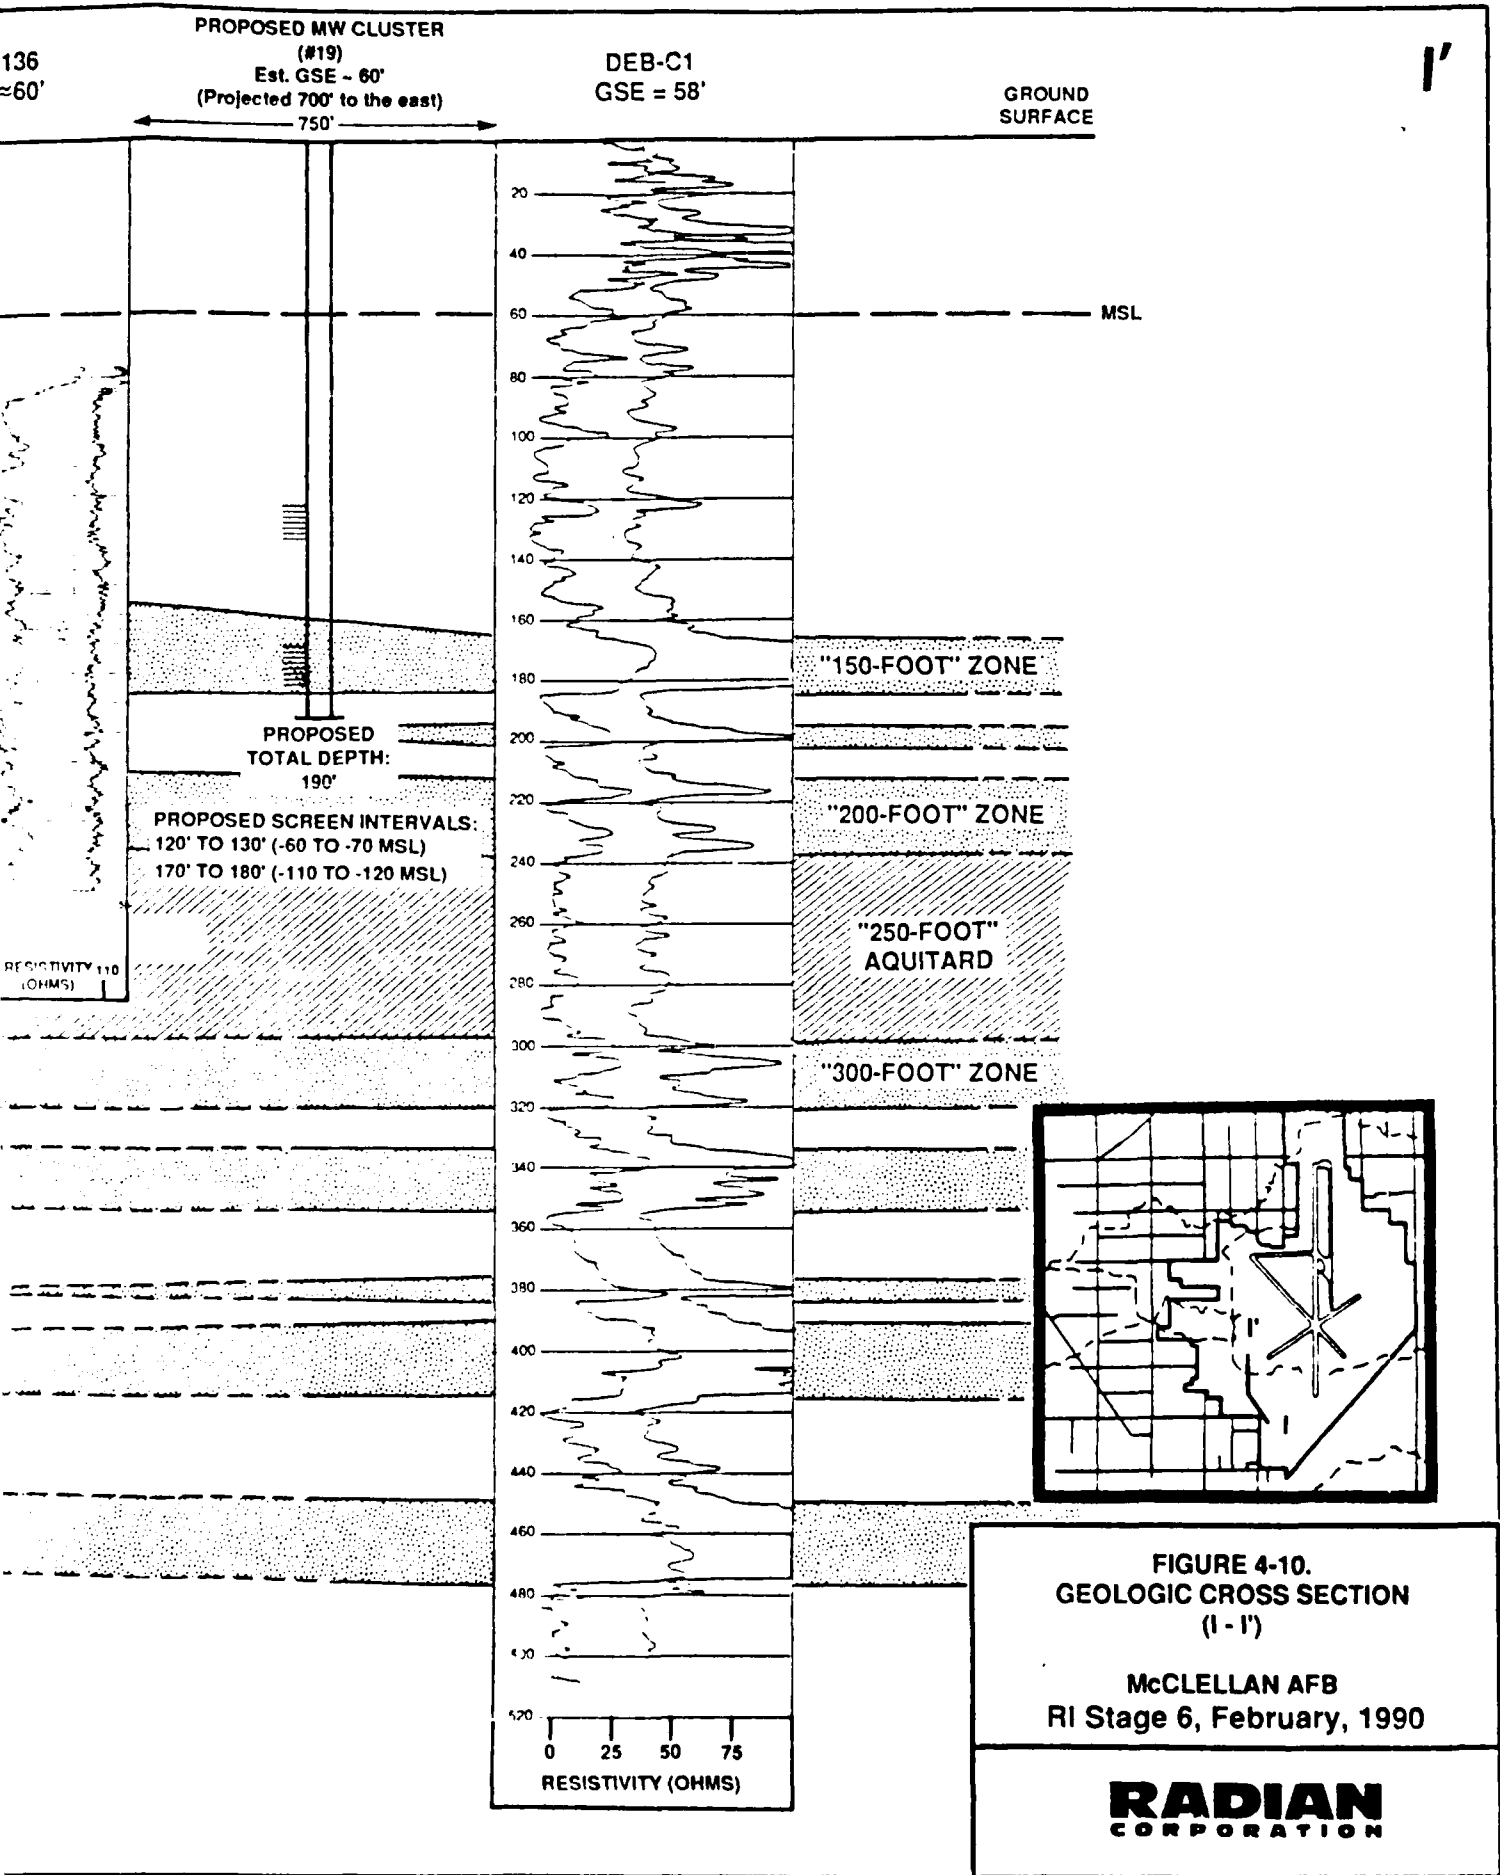 PROPOSED MW CLUSTER
(#19)
Est. GSE ~ 60'
(Projected 700' to the east)
750'
136
≈60'
DEB-C1
GSE = 58'
GROUND
SURFACE
I'
20
40
60
MSL
80
100
120
140
160
"150-FOOT" ZONE
180
200
PROPOSED
TOTAL DEPTH:
190'
220
"200-FOOT" ZONE
PROPOSED SCREEN INTERVALS:
120' TO 130' (-60 TO -70 MSL)
170' TO 180' (-110 TO -120 MSL)
240
260
"250-FOOT"
AQUITARD
RESISTIVITY 110
(OHMS)
280
300
"300-FOOT" ZONE
320
340
360
380
400
420
440
460
480
520
0 25 50 75
RESISTIVITY (OHMS)
I'
I
FIGURE 4-10.
GEOLOGIC CROSS SECTION
(I - I')
McCLELLAN AFB
RI Stage 6, February, 1990
RADIAN
CORPORATION